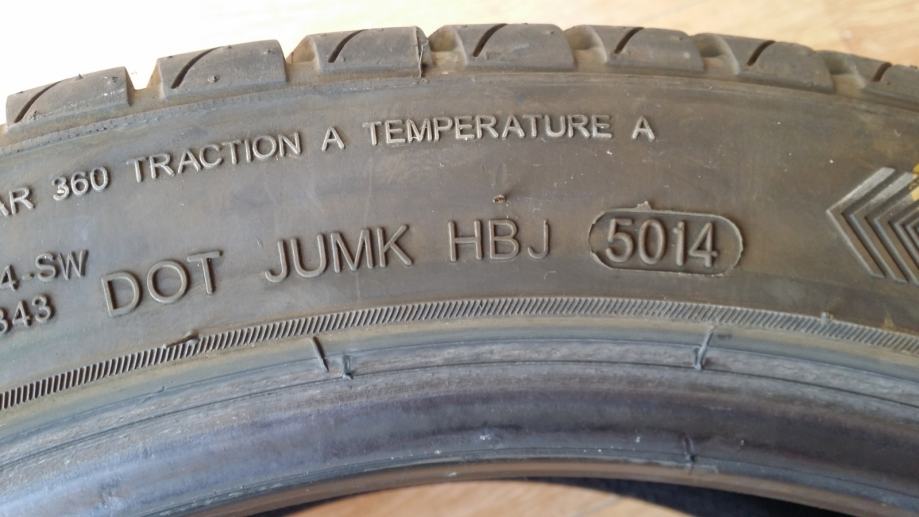 AR 360 TRACTION A TEMPERATURE A
4-SW
343
DOT JUMK HBJ 5014